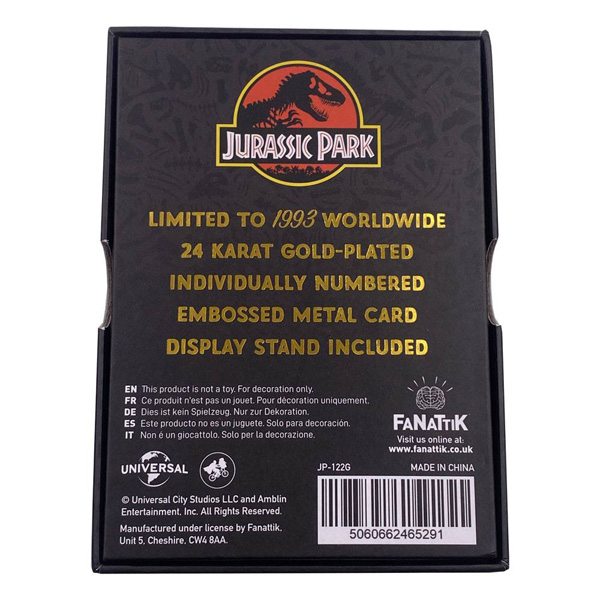 JURASSIC PARK
LIMITED TO 1993 WORLDWIDE
24 KARAT GOLD-PLATED
INDIVIDUALLY NUMBERED
EMBOSSED METAL CARD
DISPLAY STAND INCLUDED
EN This product is not a toy. For decoration only.
FR Ce produit n'est pas un jouet. Pour décoration uniquement.
DE Dies ist kein Spielzeug. Nur zur Dekoration.
ES Este producto no es un juguete. Solo para decoración.
IT Non é un giocattolo. Solo per la decorazione.
FANATTIK
Visit us online at:
www.fanattik.co.uk
UNIVERSAL
JP-122G MADE IN CHINA
© Universal City Studios LLC and Amblin
Entertainment, Inc. All Rights Reserved.
Manufactured under license by Fanattik,
Unit 5, Cheshire, CW4 8AA.
5060662465291